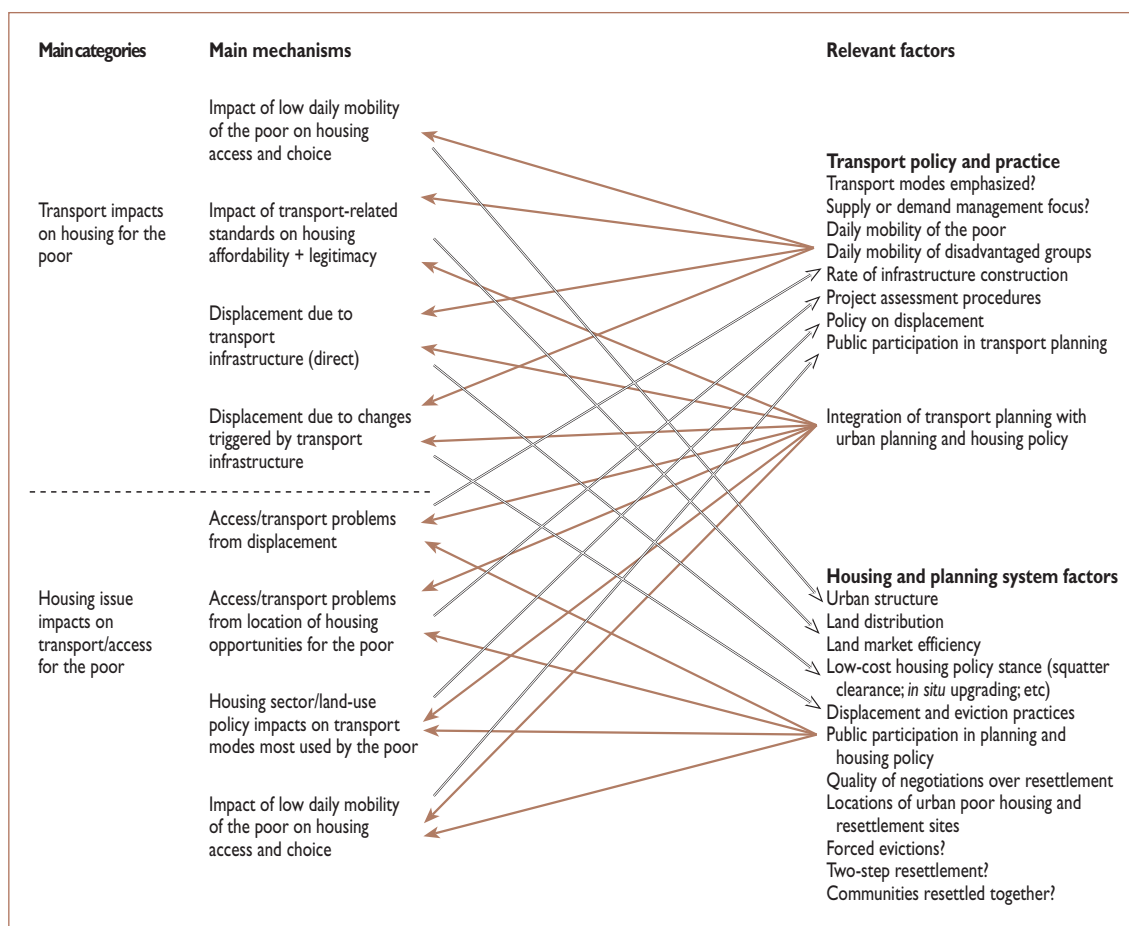 Main categories
Main mechanisms
Relevant factors
Impact of low daily mobility
of the poor on housing
access and choice
Transport impacts
on housing for the
poor
Impact of transport-related
standards on housing
affordability + legitimacy
Displacement due to
transport
infrastructure (direct)
Displacement due to changes
triggered by transport
infrastructure
Housing issue
impacts on
transport/access
for the poor
Access/transport problems
from displacement
Access/transport problems
from location of housing
opportunities for the poor
Housing sector/land-use
policy impacts on transport
modes most used by the poor
Impact of low daily mobility
of the poor on housing
access and choice
Transport policy and practice
Transport modes emphasized?
Supply or demand management focus?
Daily mobility of the poor
Daily mobility of disadvantaged groups
Rate of infrastructure construction
Project assessment procedures
Policy on displacement
Public participation in transport planning
Integration of transport planning with
urban planning and housing policy
Housing and planning system factors
Urban structure
Land distribution
Land market efficiency
Low-cost housing policy stance (squatter
clearance; in situ upgrading; etc)
Displacement and eviction practices
Public participation in planning and
housing policy
Quality of negotiations over resettlement
Locations of urban poor housing and
resettlement sites
Forced evictions?
Two-step resettlement?
Communities resettled together?